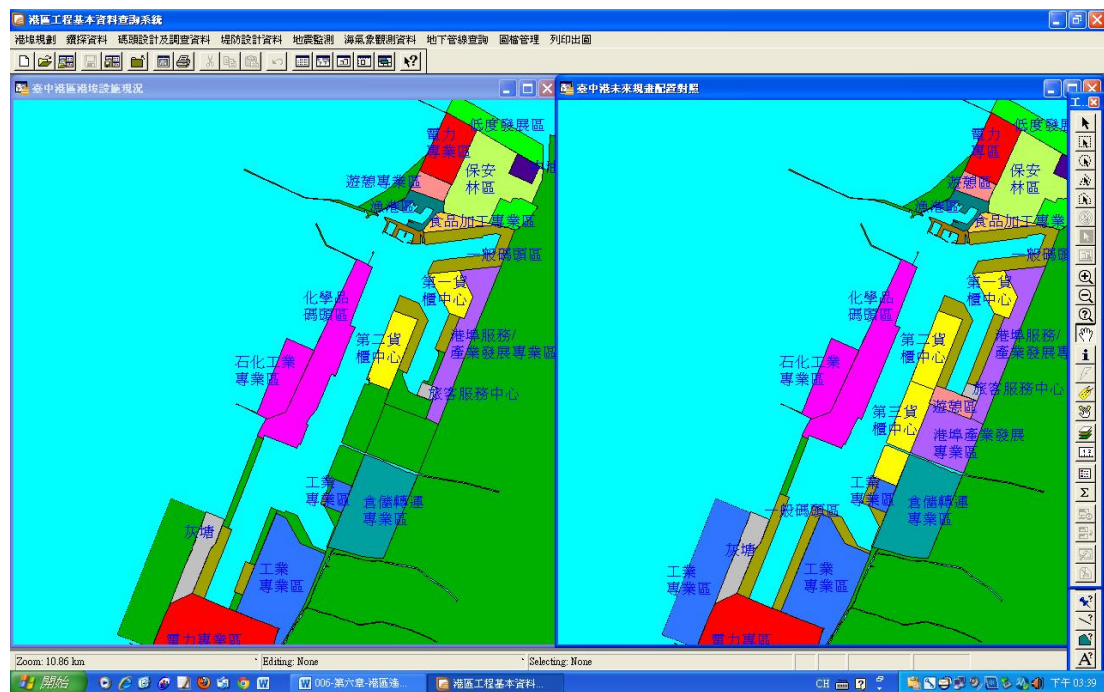 港區工程基本資料查詢系統
港埠規劃 鑽探資料 碼頭設計及調查資料 堤防設計資料 地震監測 海氣象觀測資料 地下管線查詢 圖檔管理 列印出圖
臺中港區港埠設施現況
低度發展區
電力
專業區
保安
林區
遊憩專業區
漁港區
食品加工專業區
一般碼頭區
第一貨
櫃中心
化學品
碼頭區
第二貨
櫃中心
港埠服務/
產業發展專業區
石化工業
專業區
旅客服務中心
工業
專業區
倉儲轉運
專業區
灰塘
工業
專業區
電力專業區
臺中港未來規畫配置對照
低度發展
電力
專區
保安
林區
遊憩區
漁港區
食品加工專業
一般碼頭
第一貨
櫃中心
化學品
碼頭區
第二貨
櫃中心
港埠服務/
產業發展專
石化工業
專業區
旅客服務中心
第三貨
櫃中心
遊憩區
港埠產業發展
專業區
工業
專業區
倉儲轉運
專業區
一般碼頭區
灰塘
工業
專業區
工業
專業區
電力專區
工...
Zoom: 10.86 km
Editing: None
Selecting: None
開始
006-第六章-港區逢...
港區工程基本資料...
CH
下午 03:39